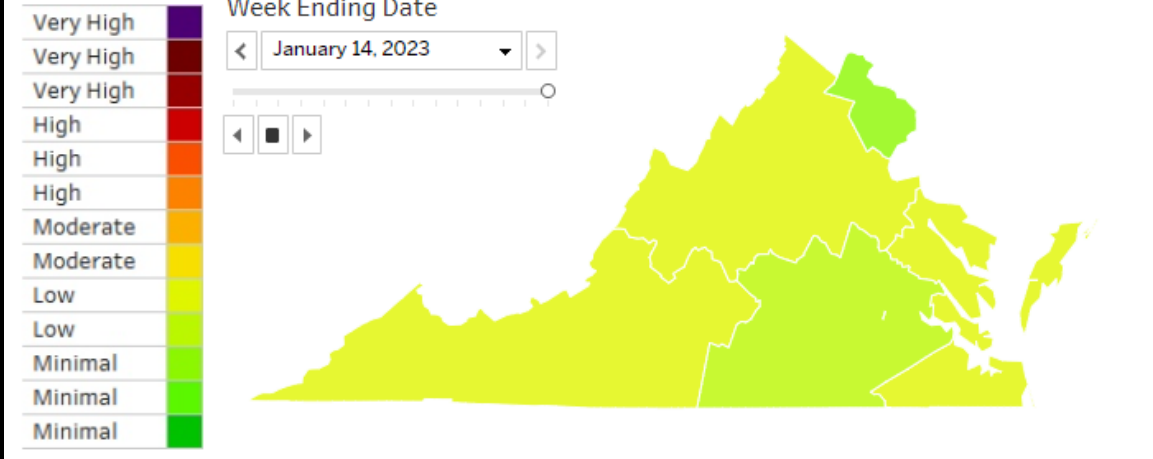 Very High
Very High
Very High
High
High
High
Moderate
Moderate
Low
Low
Minimal
Minimal
Minimal
Week Ending Date
January 14, 2023